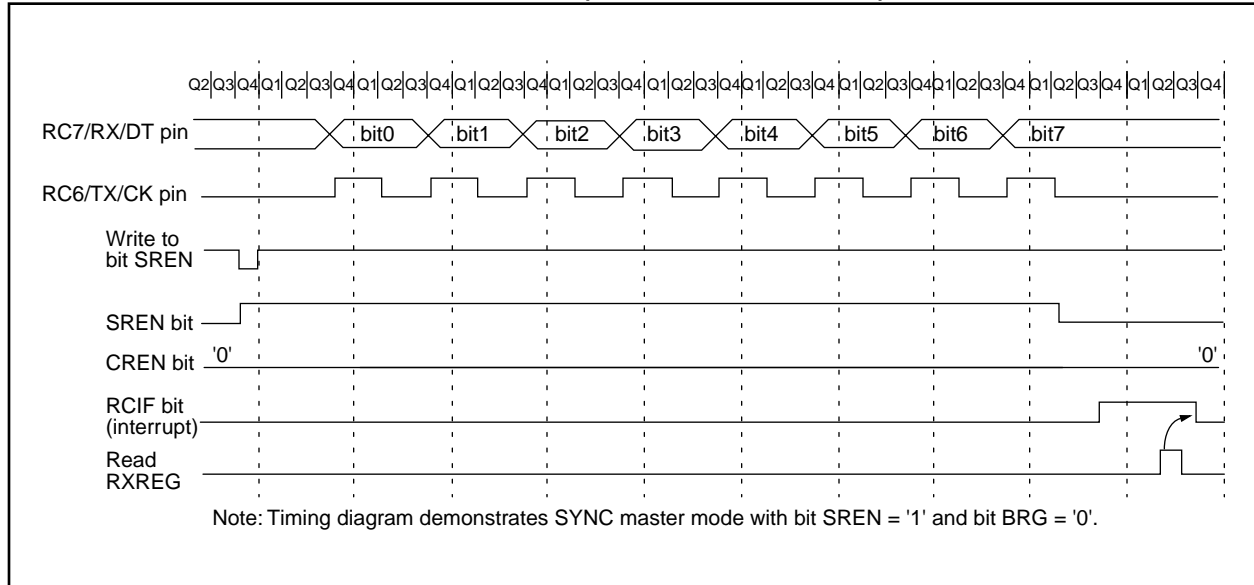 Q2 Q3 Q4 Q1 Q2 Q3 Q4 Q1 Q2 Q3 Q4 Q1 Q2 Q3 Q4 Q1 Q2 Q3 Q4 Q1 Q2 Q3 Q4 Q1 Q2 Q3 Q4 Q1 Q2 Q3 Q4 Q1 Q2 Q3 Q4 Q1 Q2 Q3 Q4 Q1 Q2 Q3 Q4
RC7/RX/DT pin bit0 bit1 bit2 bit3 bit4 bit5 bit6 bit7
RC6/TX/CK pin
Write to
bit SREN
SREN bit
CREN bit '0' '0'
RCIF bit
(interrupt)
Read
RXREG
Note: Timing diagram demonstrates SYNC master mode with bit SREN = '1' and bit BRG = '0'.